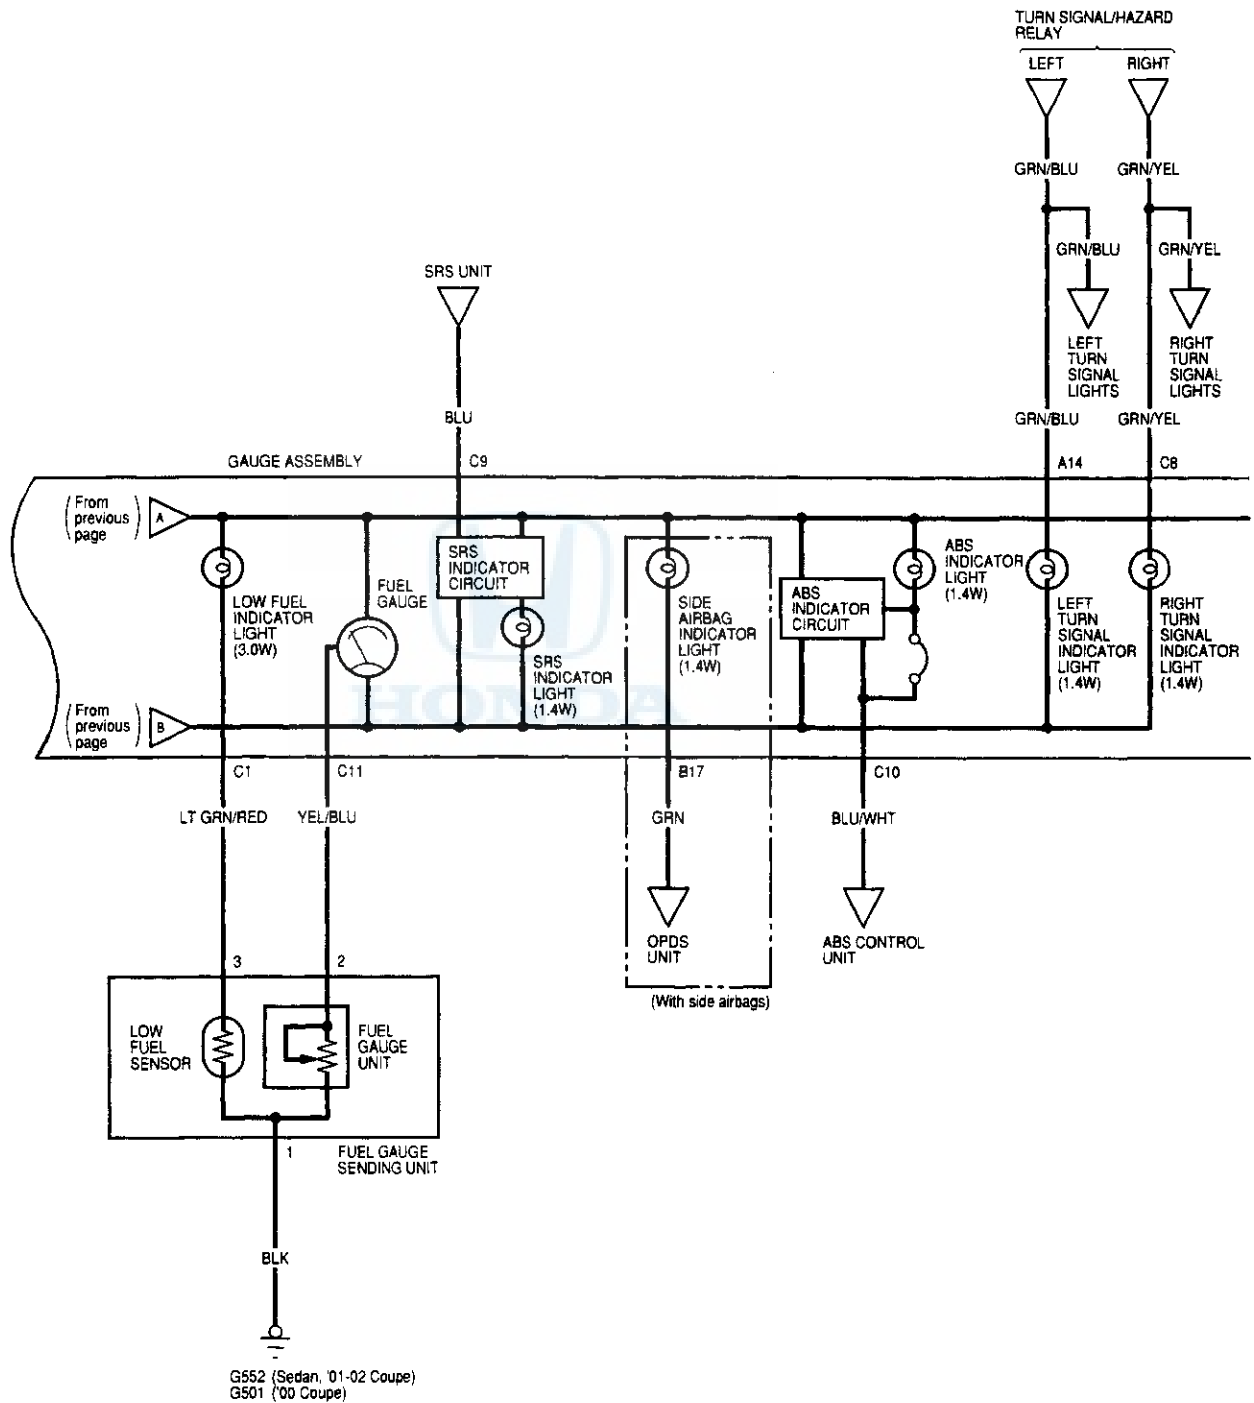 TURN SIGNAL/HAZARD
RELAY
LEFT
RIGHT
GRN/BLU
GRN/YEL
GRN/BLU
GRN/YEL
SRS UNIT
LEFT
TURN
SIGNAL
LIGHTS
RIGHT
TURN
SIGNAL
LIGHTS
BLU
GRN/BLU
GRN/YEL
GAUGE ASSEMBLY
C9
A14
C8
(From
previous
page)
A
SRS
INDICATOR
CIRCUIT
FUEL
GAUGE
LOW FUEL
INDICATOR
LIGHT
(3.0W)
SRS
INDICATOR
LIGHT
(1.4W)
SIDE
AIRBAG
INDICATOR
LIGHT
(1.4W)
ABS
INDICATOR
CIRCUIT
ABS
INDICATOR
LIGHT
(1.4W)
LEFT
TURN
SIGNAL
INDICATOR
LIGHT
(1.4W)
RIGHT
TURN
SIGNAL
INDICATOR
LIGHT
(1.4W)
HONDA
(From
previous
page)
B
C1
C11
B17
C10
LT GRN/RED
YEL/BLU
GRN
BLU/WHT
OPDS
UNIT
ABS CONTROL
UNIT
3
2
(With side airbags)
LOW
FUEL
SENSOR
FUEL
GAUGE
UNIT
1
FUEL GAUGE
SENDING UNIT
BLK
G552 (Sedan, '01-02 Coupe)
G501 ('00 Coupe)